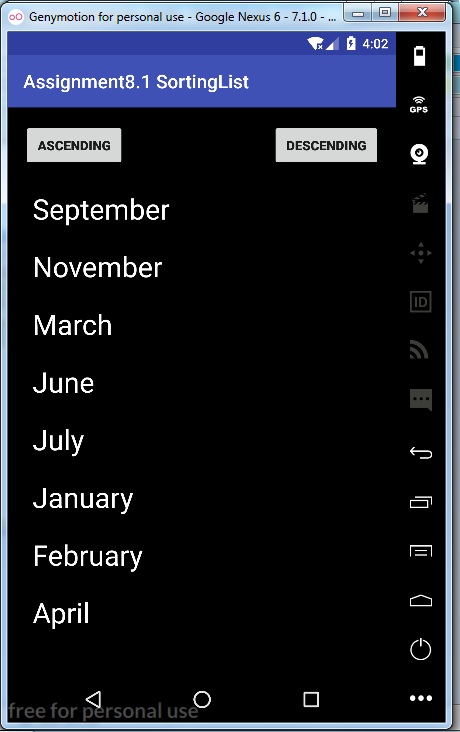 Genymotion for personal use - Google Nexus 6 - 7.1.0 - ...
4:02
Assignment8.1 SortingList
GPS
ASCENDING
DESCENDING
September
November
March
June
ID
July
January
February
April
free for personal use